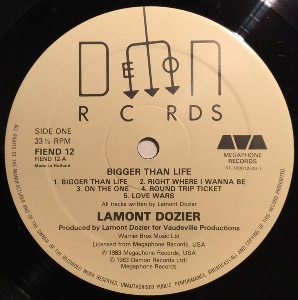 DEMON
RECORDS
SIDE ONE
33⅓ RPM
FIEND 12
FIEND 12-A
Made in Holland
MEGAPHONE
RECORDS
BIGGER THAN LIFE
1. BIGGER THAN LIFE 2. RIGHT WHERE I WANNA BE
3. ON THE ONE 4. ROUND TRIP TICKET
5. LOVE WARS
All tracks written by Lamont Dozier
LAMONT DOZIER
Produced by Lamont Dozier for Vaudeville Productions
Warner Bros Music Ltd
Licensed from Megaphone Records, USA
℗ 1983 Megaphone Records, USA
© 1983 Demon Records Ltd